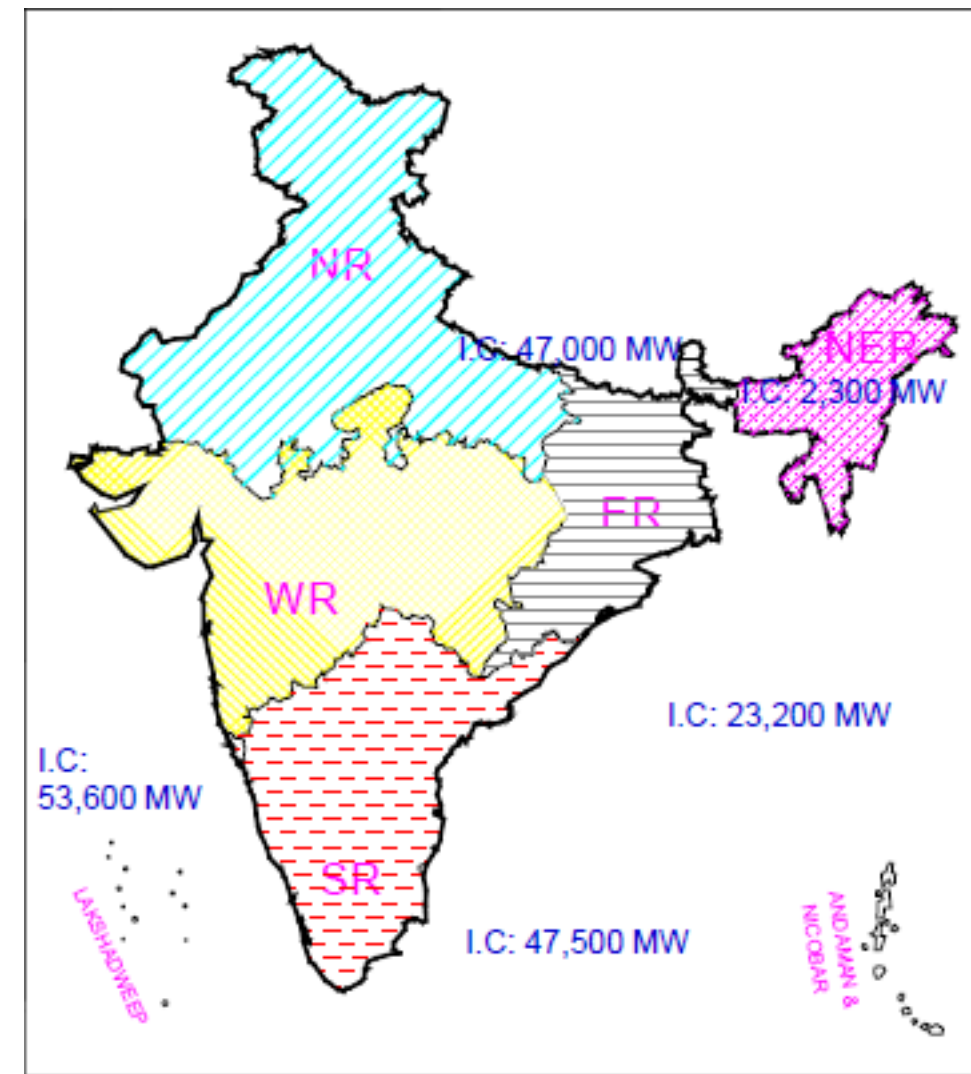 NR
I.C: 47,000 MW
NER
I.C: 2,300 MW
ER
WR
I.C: 23,200 MW
I.C:
53,600 MW
SR
I.C: 47,500 MW
LAKSHADWEEP
ANDAMAN &
NICOBAR